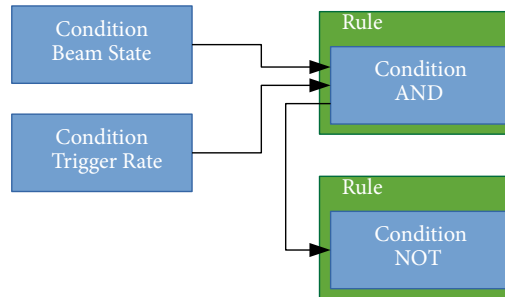 Condition
Beam State
Condition
Trigger Rate
Rule
Condition
AND
Rule
Condition
NOT